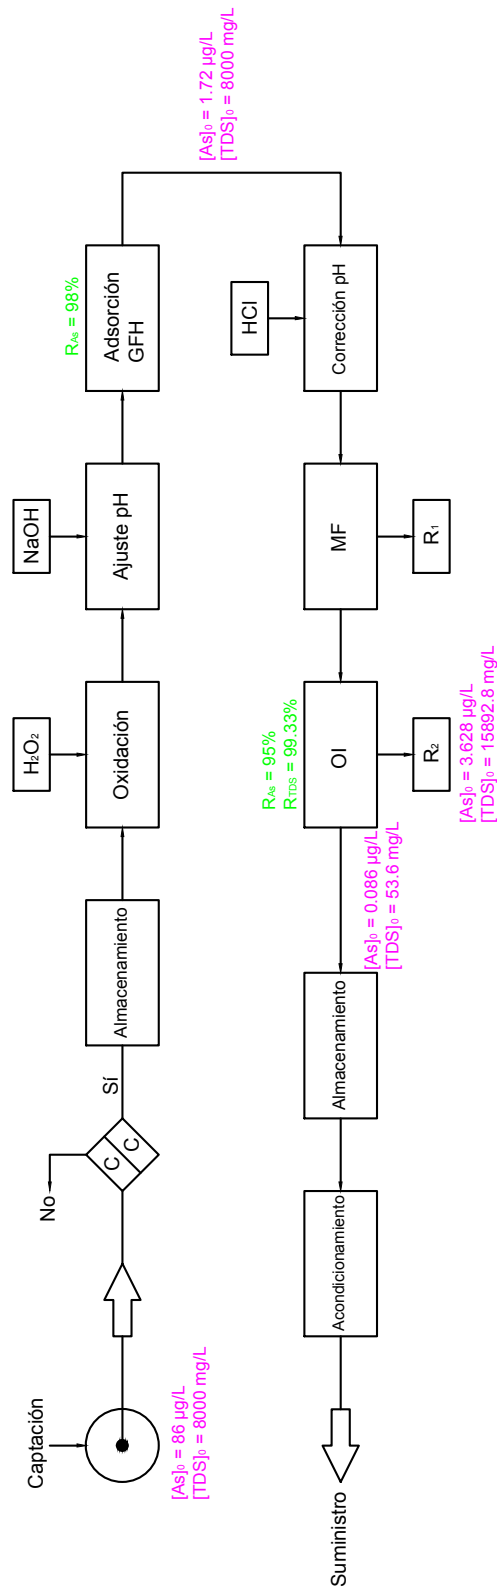 Captación
[As]₀ = 86 µg/L
[TDS]₀ = 8000 mg/L
No
C
C
Sí
Almacenamiento
H₂O₂
Oxidación
NaOH
Ajuste pH
R_As = 98%
Adsorción
GFH
[As]₀ = 1.72 µg/L
[TDS]₀ = 8000 mg/L
HCl
Corrección pH
MF
R₁
R_As = 95%
R_TDS = 99.33%
OI
R₂
[As]₀ = 3.628 µg/L
[TDS]₀ = 15892.8 mg/L
[As]₀ = 0.086 µg/L
[TDS]₀ = 53.6 mg/L
Almacenamiento
Acondicionamiento
Suministro